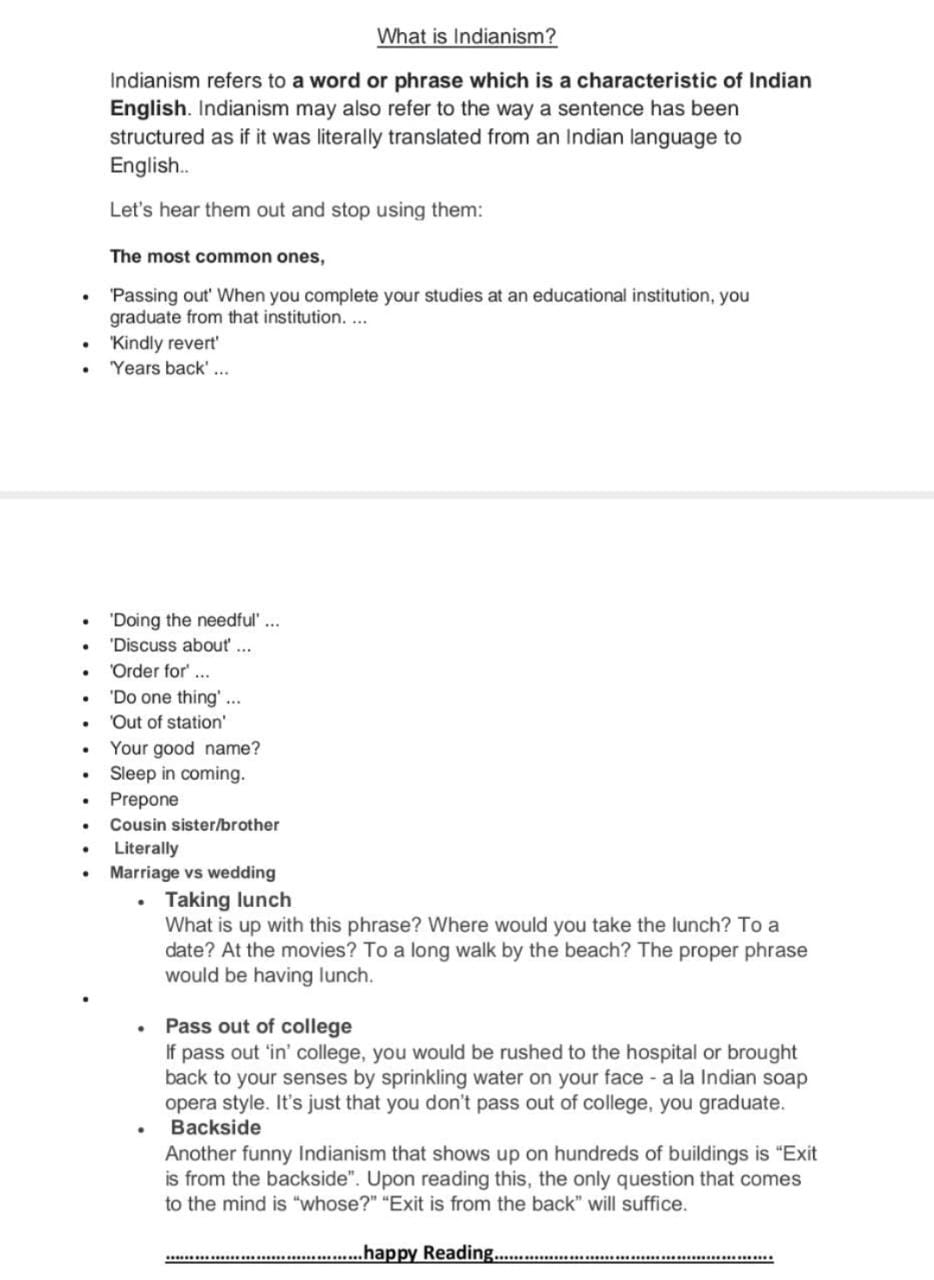 What is Indianism?
Indianism refers to a word or phrase which is a characteristic of Indian
English. Indianism may also refer to the way a sentence has been
structured as if it was literally translated from an Indian language to
English..
Let's hear them out and stop using them:
The most common ones,
• 'Passing out' When you complete your studies at an educational institution, you
graduate from that institution. ...
• 'Kindly revert'
• 'Years back' ...
• 'Doing the needful' ...
• 'Discuss about' ...
• 'Order for' ...
• 'Do one thing' ...
• 'Out of station'
• Your good  name?
• Sleep in coming.
• Prepone
• Cousin sister/brother
• Literally
• Marriage vs wedding
• Taking lunch
What is up with this phrase? Where would you take the lunch? To a
date? At the movies? To a long walk by the beach? The proper phrase
would be having lunch.
•
• Pass out of college
If pass out ‘in’ college, you would be rushed to the hospital or brought
back to your senses by sprinkling water on your face - a la Indian soap
opera style. It’s just that you don’t pass out of college, you graduate.
• Backside
Another funny Indianism that shows up on hundreds of buildings is “Exit
is from the backside”. Upon reading this, the only question that comes
to the mind is “whose?” “Exit is from the back” will suffice.
....................................happy Reading....................................................